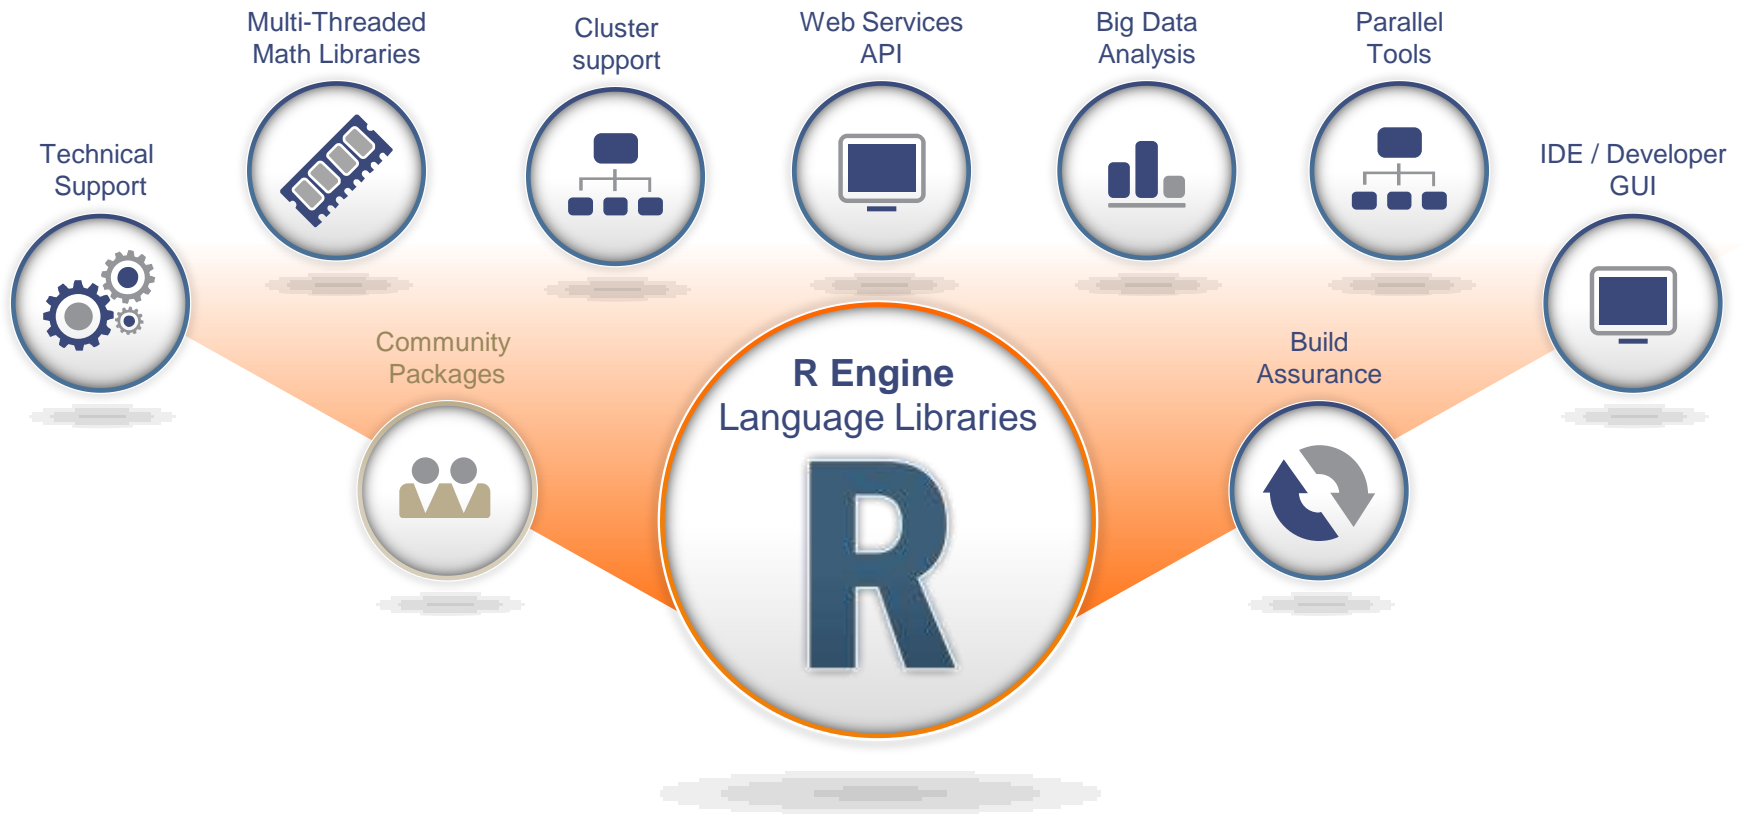 Multi-Threaded
Math Libraries
Cluster
support
Web Services
API
Big Data
Analysis
Parallel
Tools
Technical
Support
IDE / Developer
GUI
Community
Packages
R Engine
Language Libraries
R
Build
Assurance